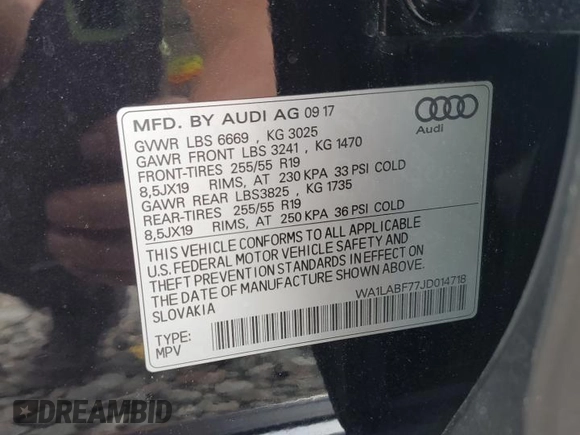 MFD. BY AUDI AG 09 17
Audi
GVWR LBS 6669 , KG 3025
GAWR FRONT LBS 3241, KG 1470
FRONT-TIRES 255/55 R19
8,5JX19 RIMS, AT 230 KPA 33 PSI COLD
GAWR REAR LBS3825 , KG 1735
REAR-TIRES 255/55 R19
8,5JX19 RIMS, AT 250 KPA 36 PSI COLD
THIS VEHICLE CONFORMS TO ALL APPLICABLE
U.S. FEDERAL MOTOR VEHICLE SAFETY AND
THEFT PREVENTION STANDARDS IN EFFECT ON
THE DATE OF MANUFACTURE SHOWN ABOVE.
SLOVAKIA
WA1LABF77JD014718
TYPE:
MPV
DREAMBID